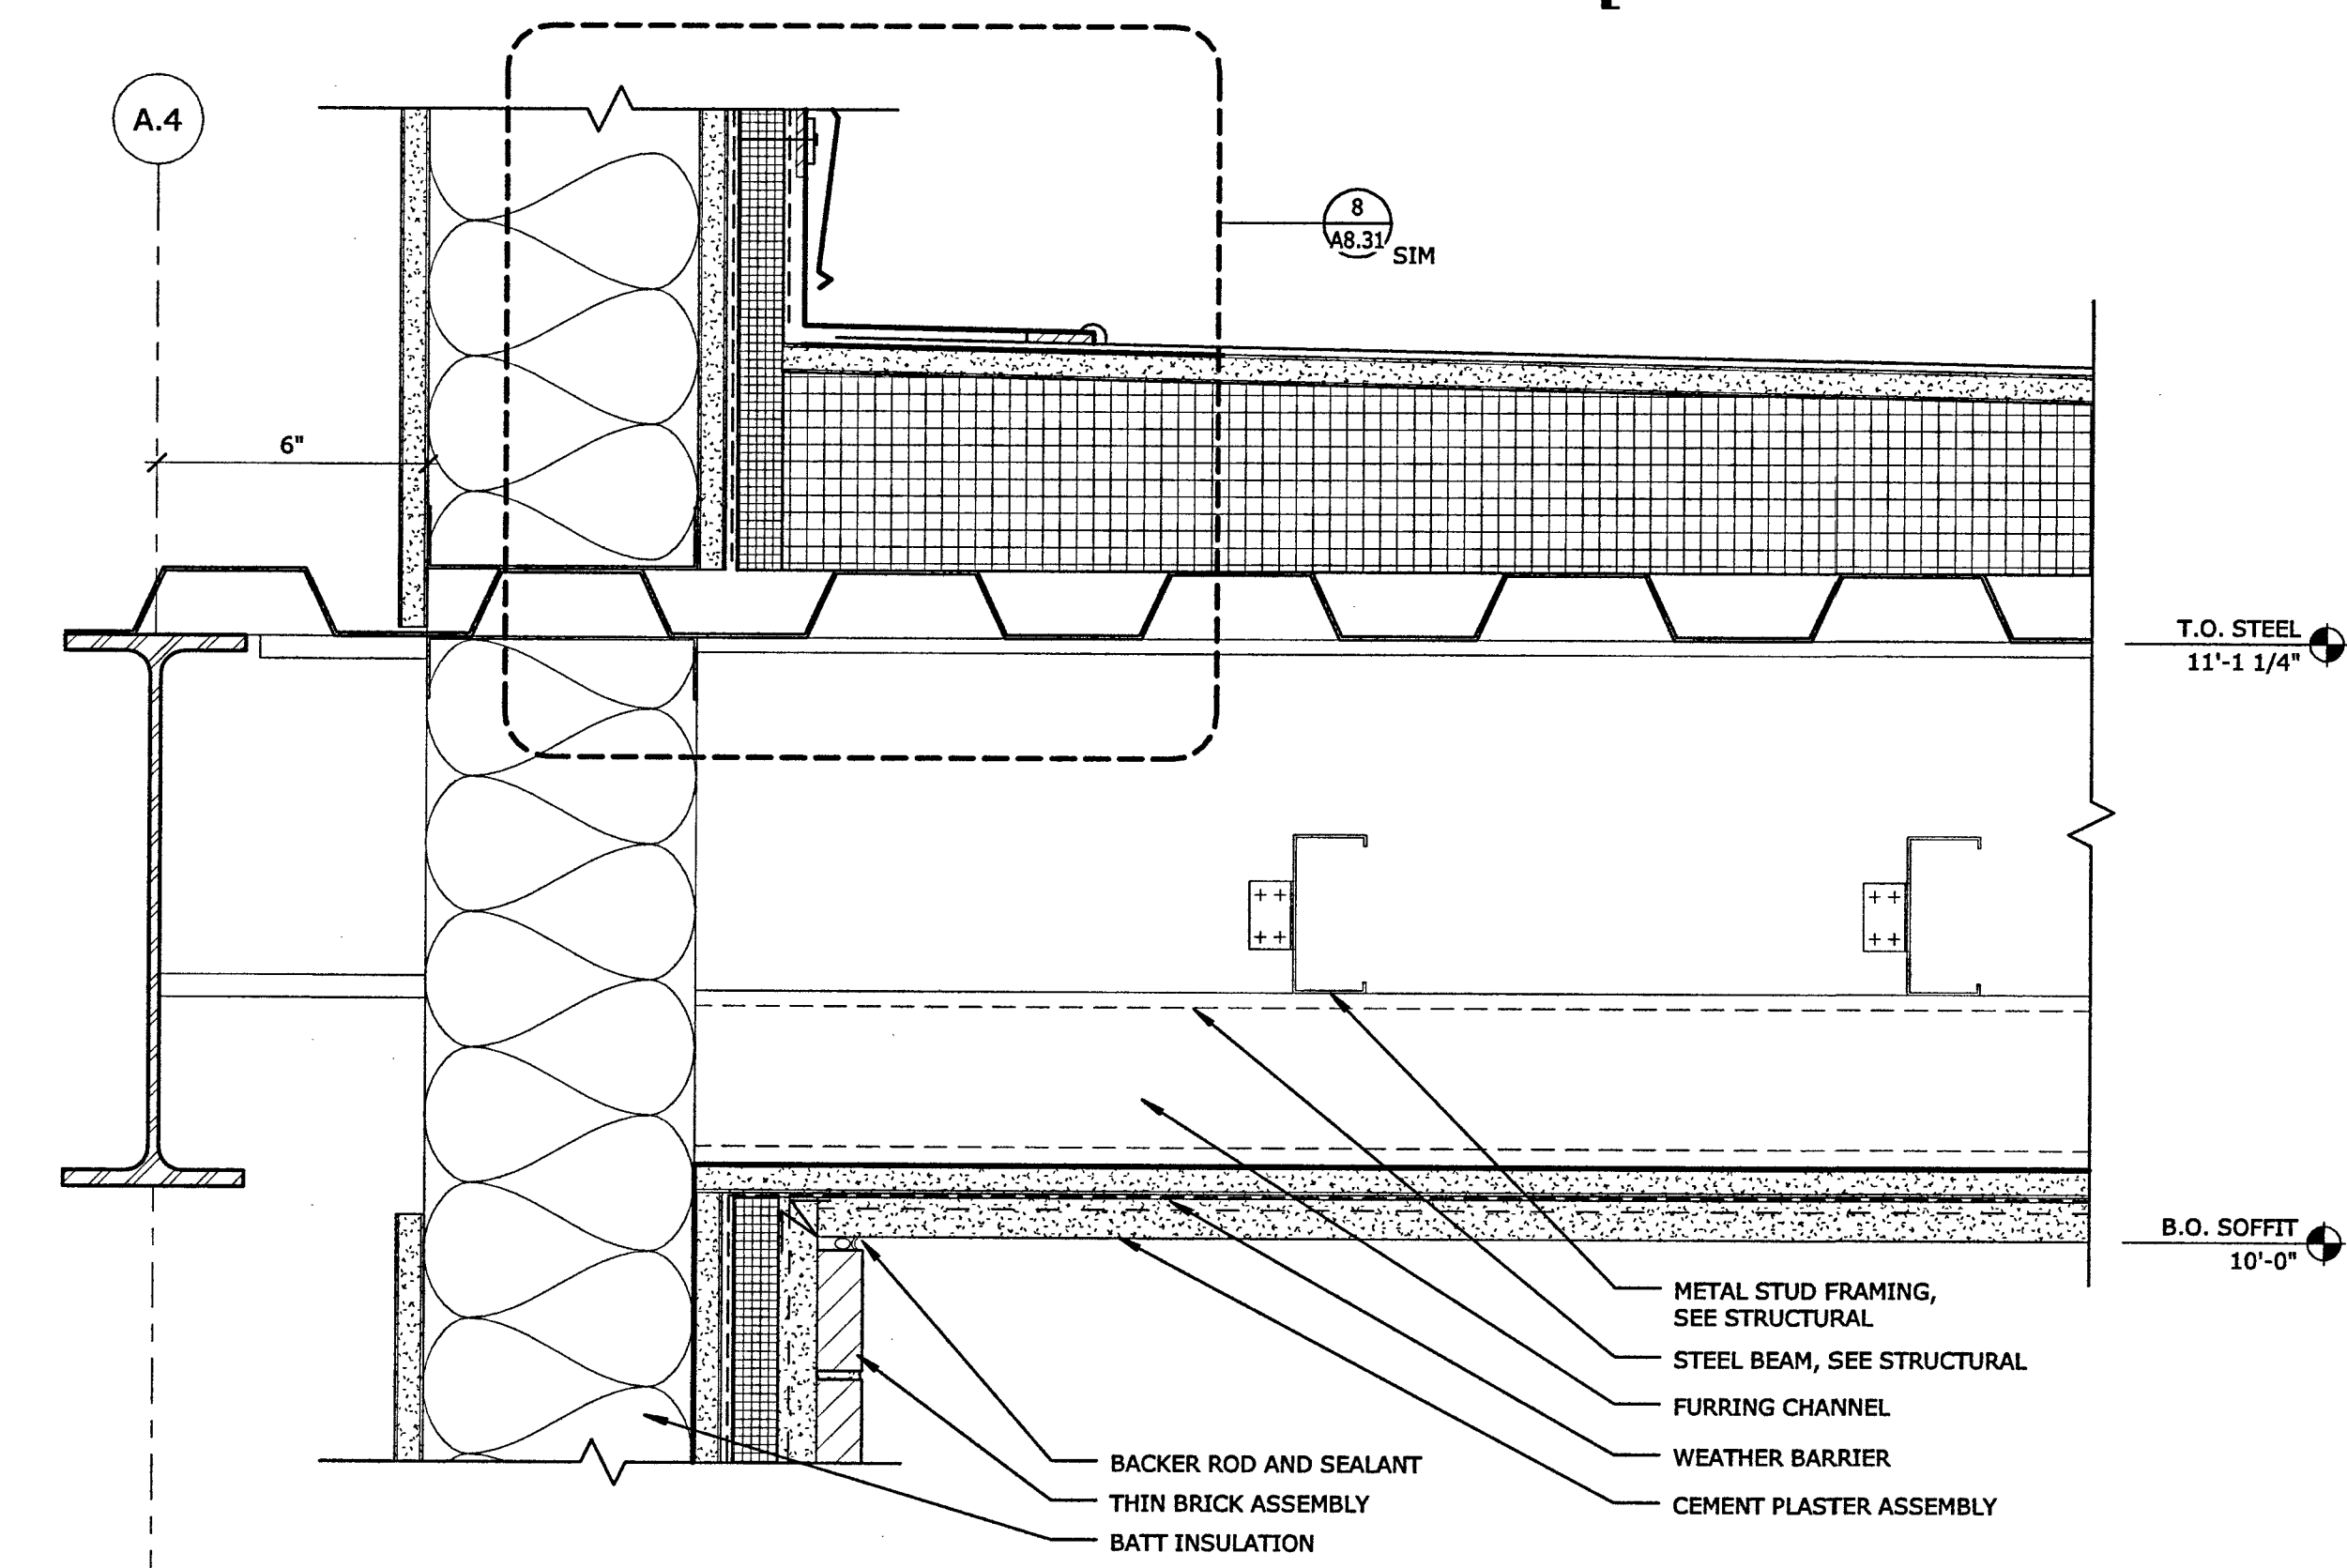 A.4
8
A8.31
SIM
6"
T.O. STEEL
11'-1 1/4"
B.O. SOFFIT
10'-0"
METAL STUD FRAMING,
SEE STRUCTURAL
STEEL BEAM, SEE STRUCTURAL
FURRING CHANNEL
WEATHER BARRIER
CEMENT PLASTER ASSEMBLY
BACKER ROD AND SEALANT
THIN BRICK ASSEMBLY
BATT INSULATION